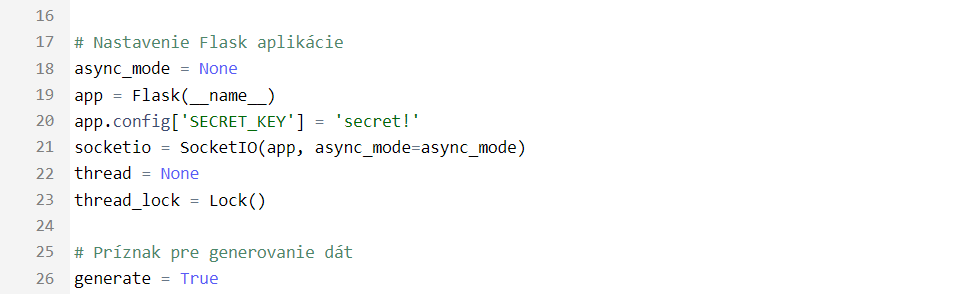 16
17 # Nastavenie Flask aplikácie
18 async_mode = None
19 app = Flask(__name__)
20 app.config['SECRET_KEY'] = 'secret!'
21 socketio = SocketIO(app, async_mode=async_mode)
22 thread = None
23 thread_lock = Lock()
24
25 # Príznak pre generovanie dát
26 generate = True